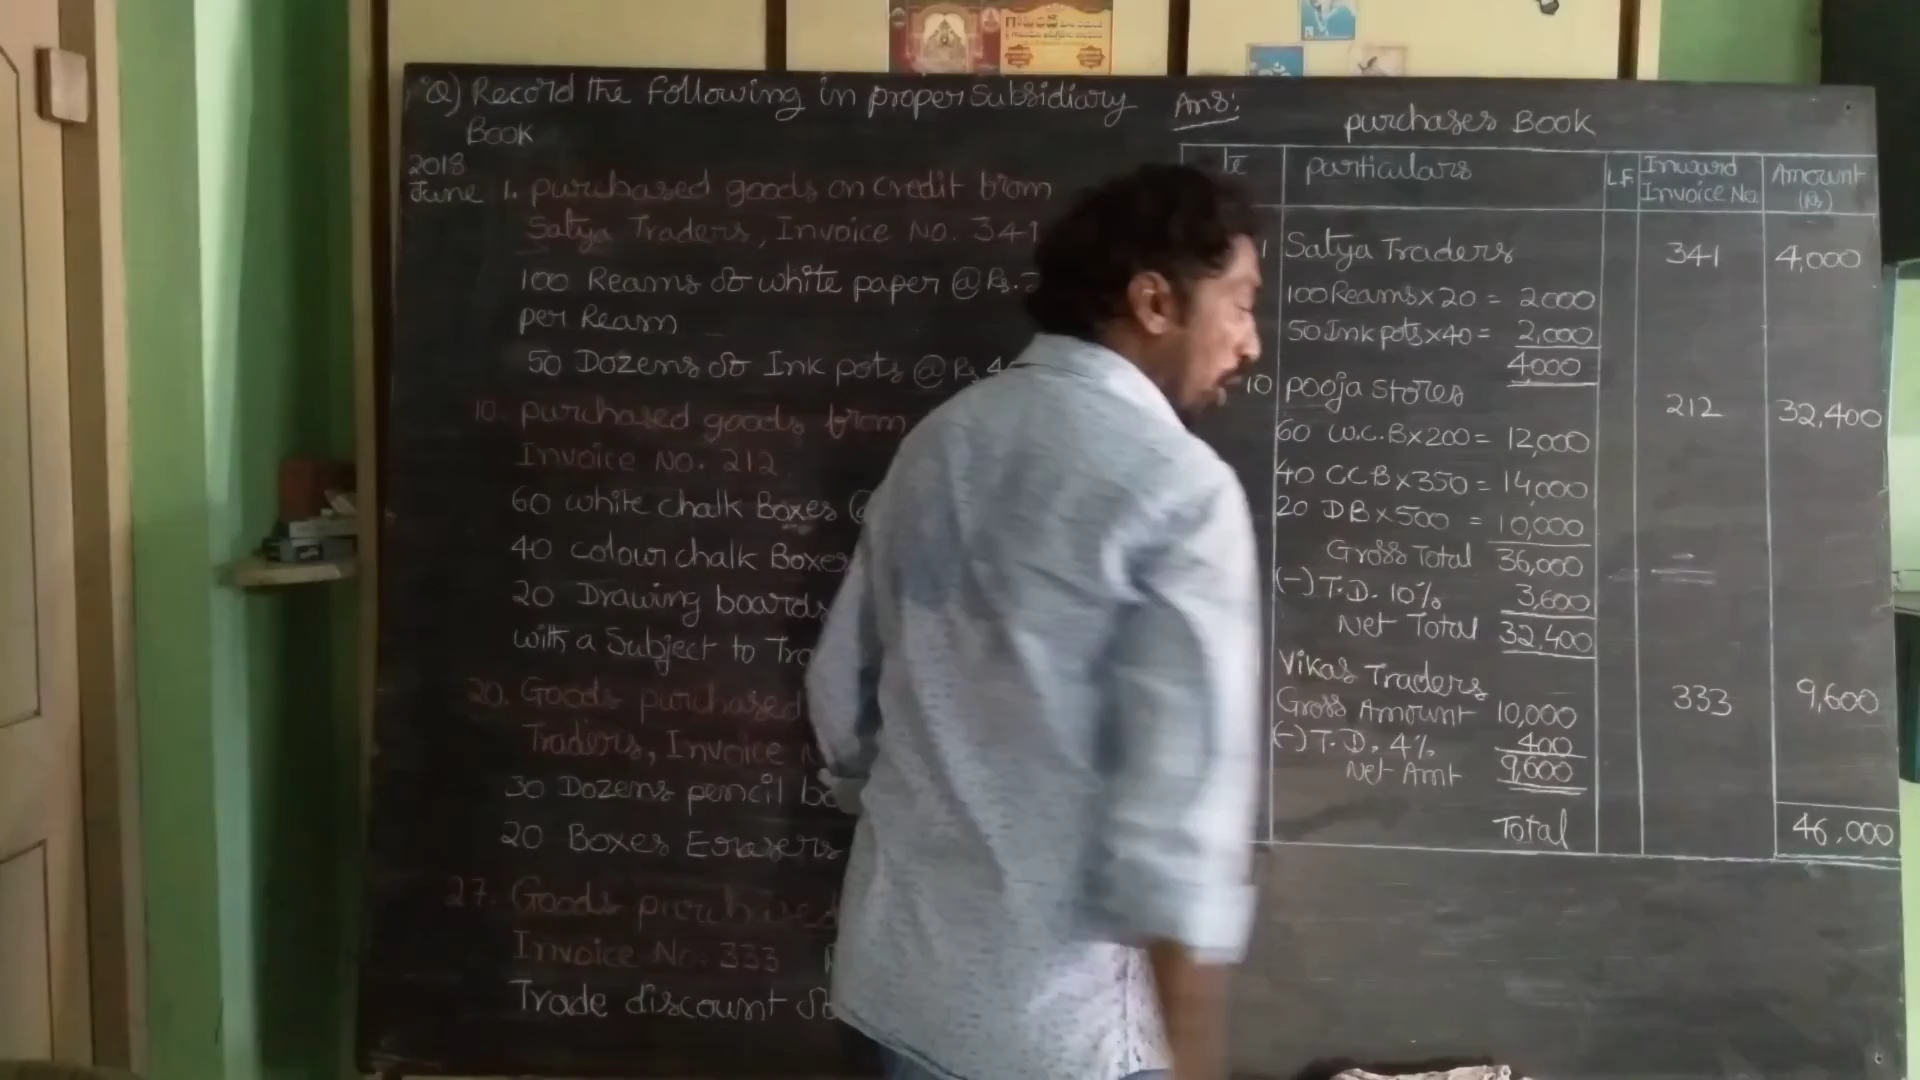 Q) Record the following in proper Subsidiary
Book
2018
June 1. purchased goods on credit from
Satya Traders, Invoice No. 341
100 Reams of white paper @ Rs.
per Ream
50 Dozens of Ink pots @ Rs 4
10. purchased goods from
Invoice No. 212
60 white chalk Boxes @
40 colour chalk Boxes
20 Drawing boards
with a Subject to
20. Goods purchased
Traders, Invoice
30 Dozens pencil
20 Boxes Erasers
27. Goods purchased
Invoice No. 333
Trade discount of
Ans:
purchases Book
particulars L.F. Inward Invoice No. Amount (Rs)
1 Satya Traders 341 4,000
100 Reams x 20 = 2000
50 Ink pots x 40 = 2,000
4000
10 pooja stores 212 32,400
60 W.C.B x 200 = 12,000
40 CCB x 350 = 14,000
20 DB x 500 = 10,000
Gross Total 36,000
(-) T.D. 10% 3,600
Net Total 32,400
Vikas Traders 333 9,600
Gross Amount 10,000
(-) T.D. 4% 400
Net Amt 9,600
Total 46,000